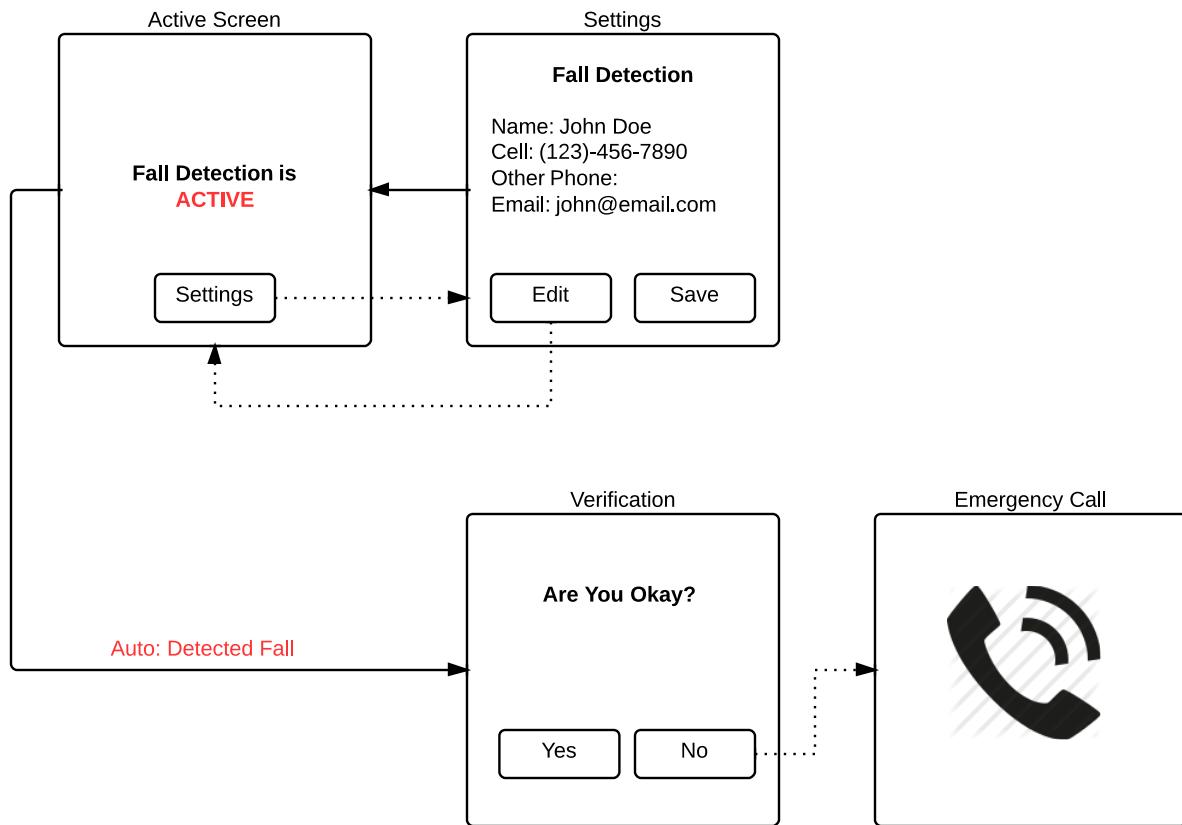 Active Screen
Fall Detection is
ACTIVE
Settings
Settings
Fall Detection
Name: John Doe
Cell: (123)-456-7890
Other Phone:
Email: john@email.com
Edit
Save
Auto: Detected Fall
Verification
Are You Okay?
Yes
No
Emergency Call